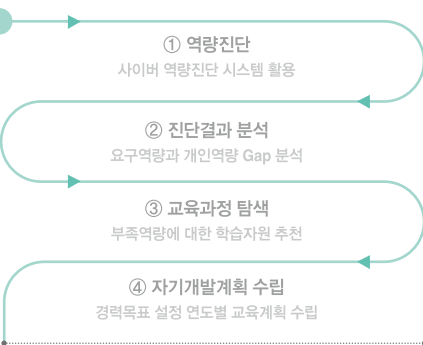 ① 역량진단
사이버 역량진단 시스템 활용
② 진단결과 분석
요구역량과 개인역량 Gap 분석
③ 교육과정 탐색
부족역량에 대한 학습자원 추천
④ 자기개발계획 수립
경력목표 설정 연도별 교육계획 수립